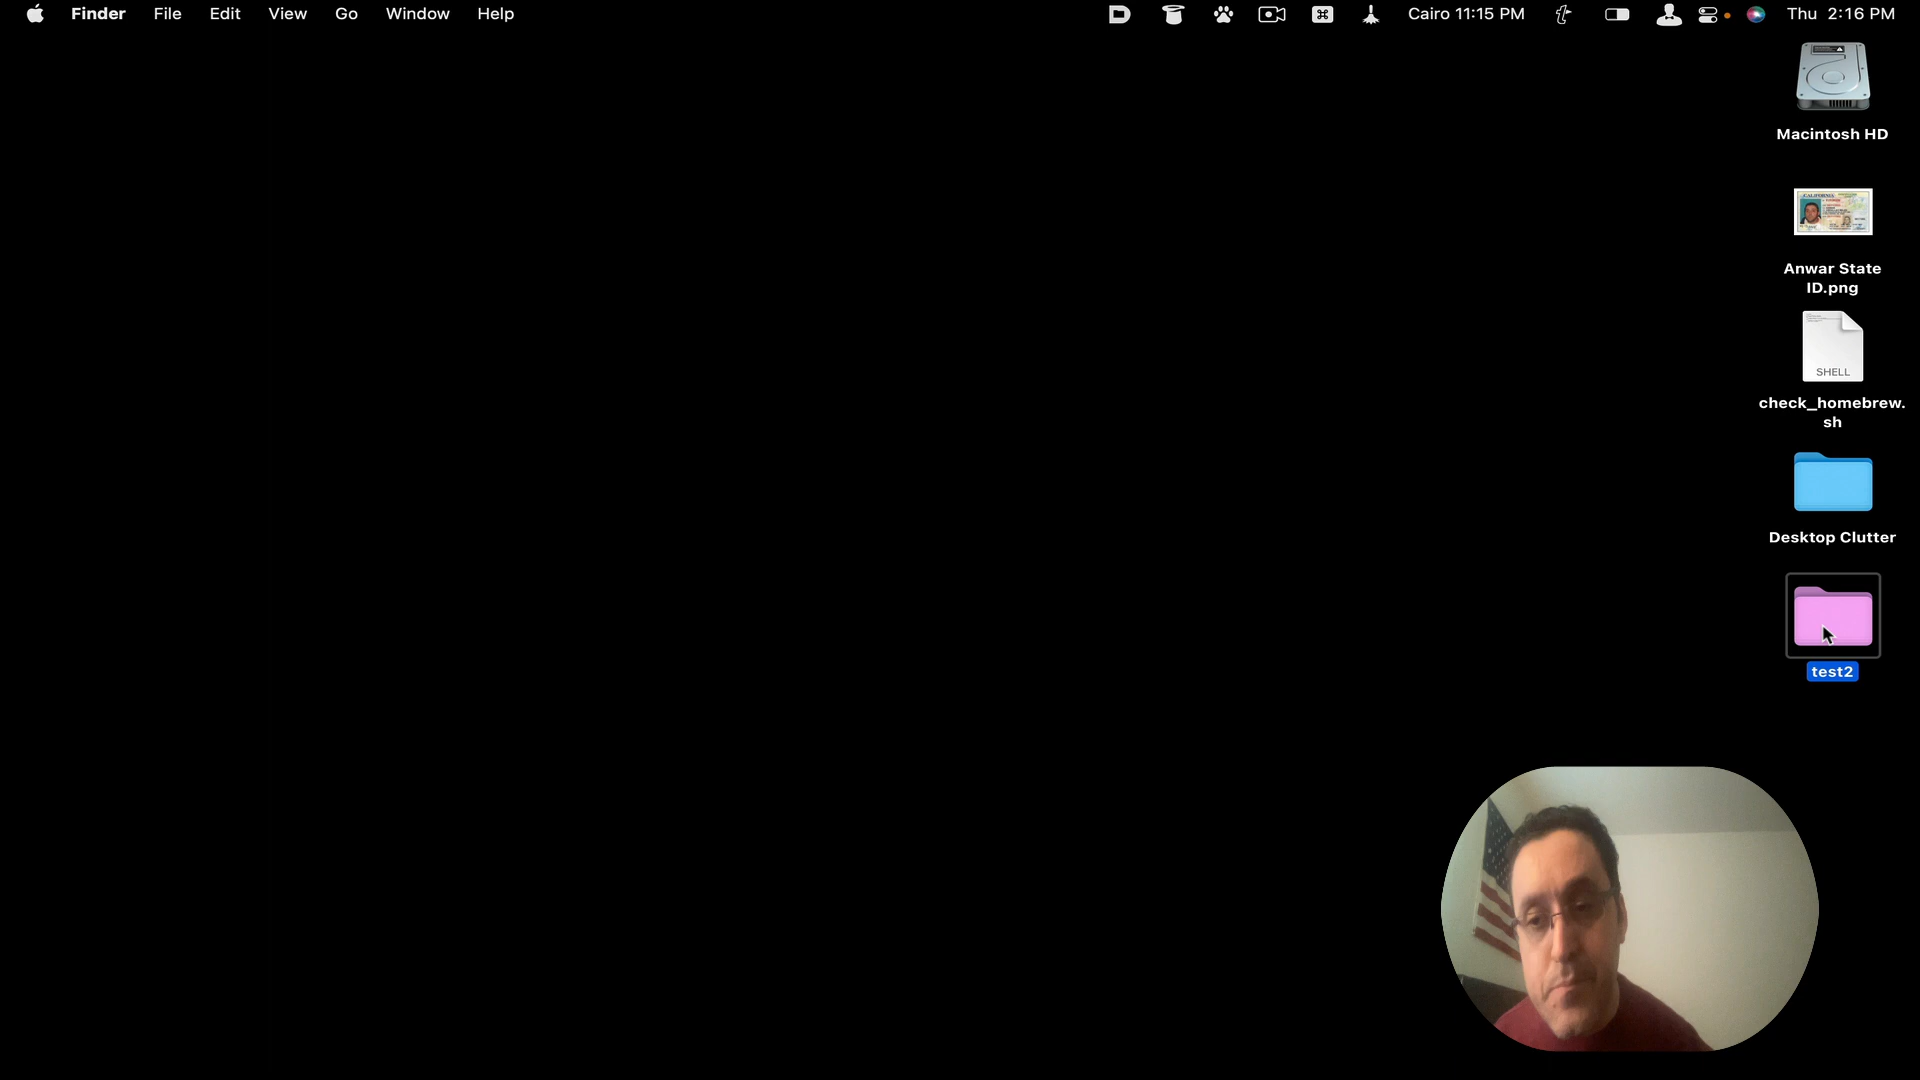 Finder File Edit View Go Window Help Cairo 11:15 PM Thu 2:16 PM
Macintosh HD
CALIFORNIA
Anwar State
ID.png
SHELL
check_homebrew.
sh
Desktop Clutter
test2